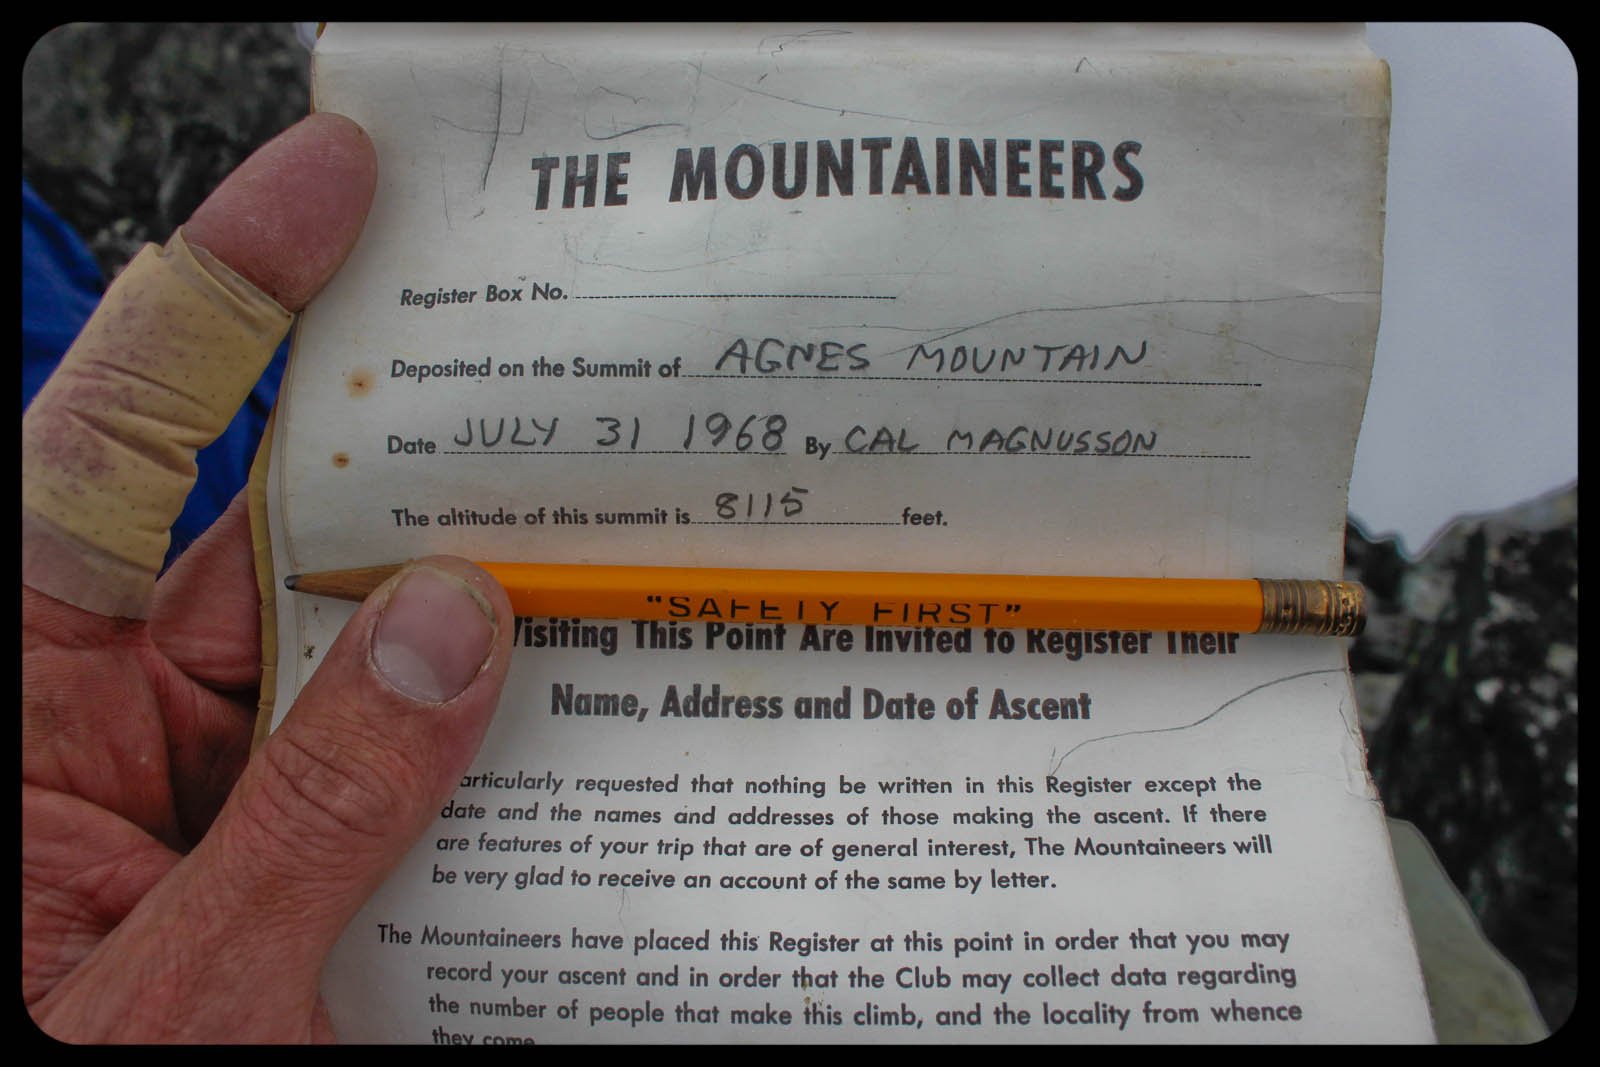 THE MOUNTAINEERS
Register Box No.
Deposited on the Summit of AGNES MOUNTAIN
Date JULY 31 1968 By CAL MAGNUSSON
The altitude of this summit is 8115 feet.
"SAFETY FIRST"
Visiting This Point Are Invited to Register Their
Name, Address and Date of Ascent
articularly requested that nothing be written in this Register except the
date and the names and addresses of those making the ascent. If there
are features of your trip that are of general interest, The Mountaineers will
be very glad to receive an account of the same by letter.
The Mountaineers have placed this Register at this point in order that you may
record your ascent and in order that the Club may collect data regarding
the number of people that make this climb, and the locality from whence
they come